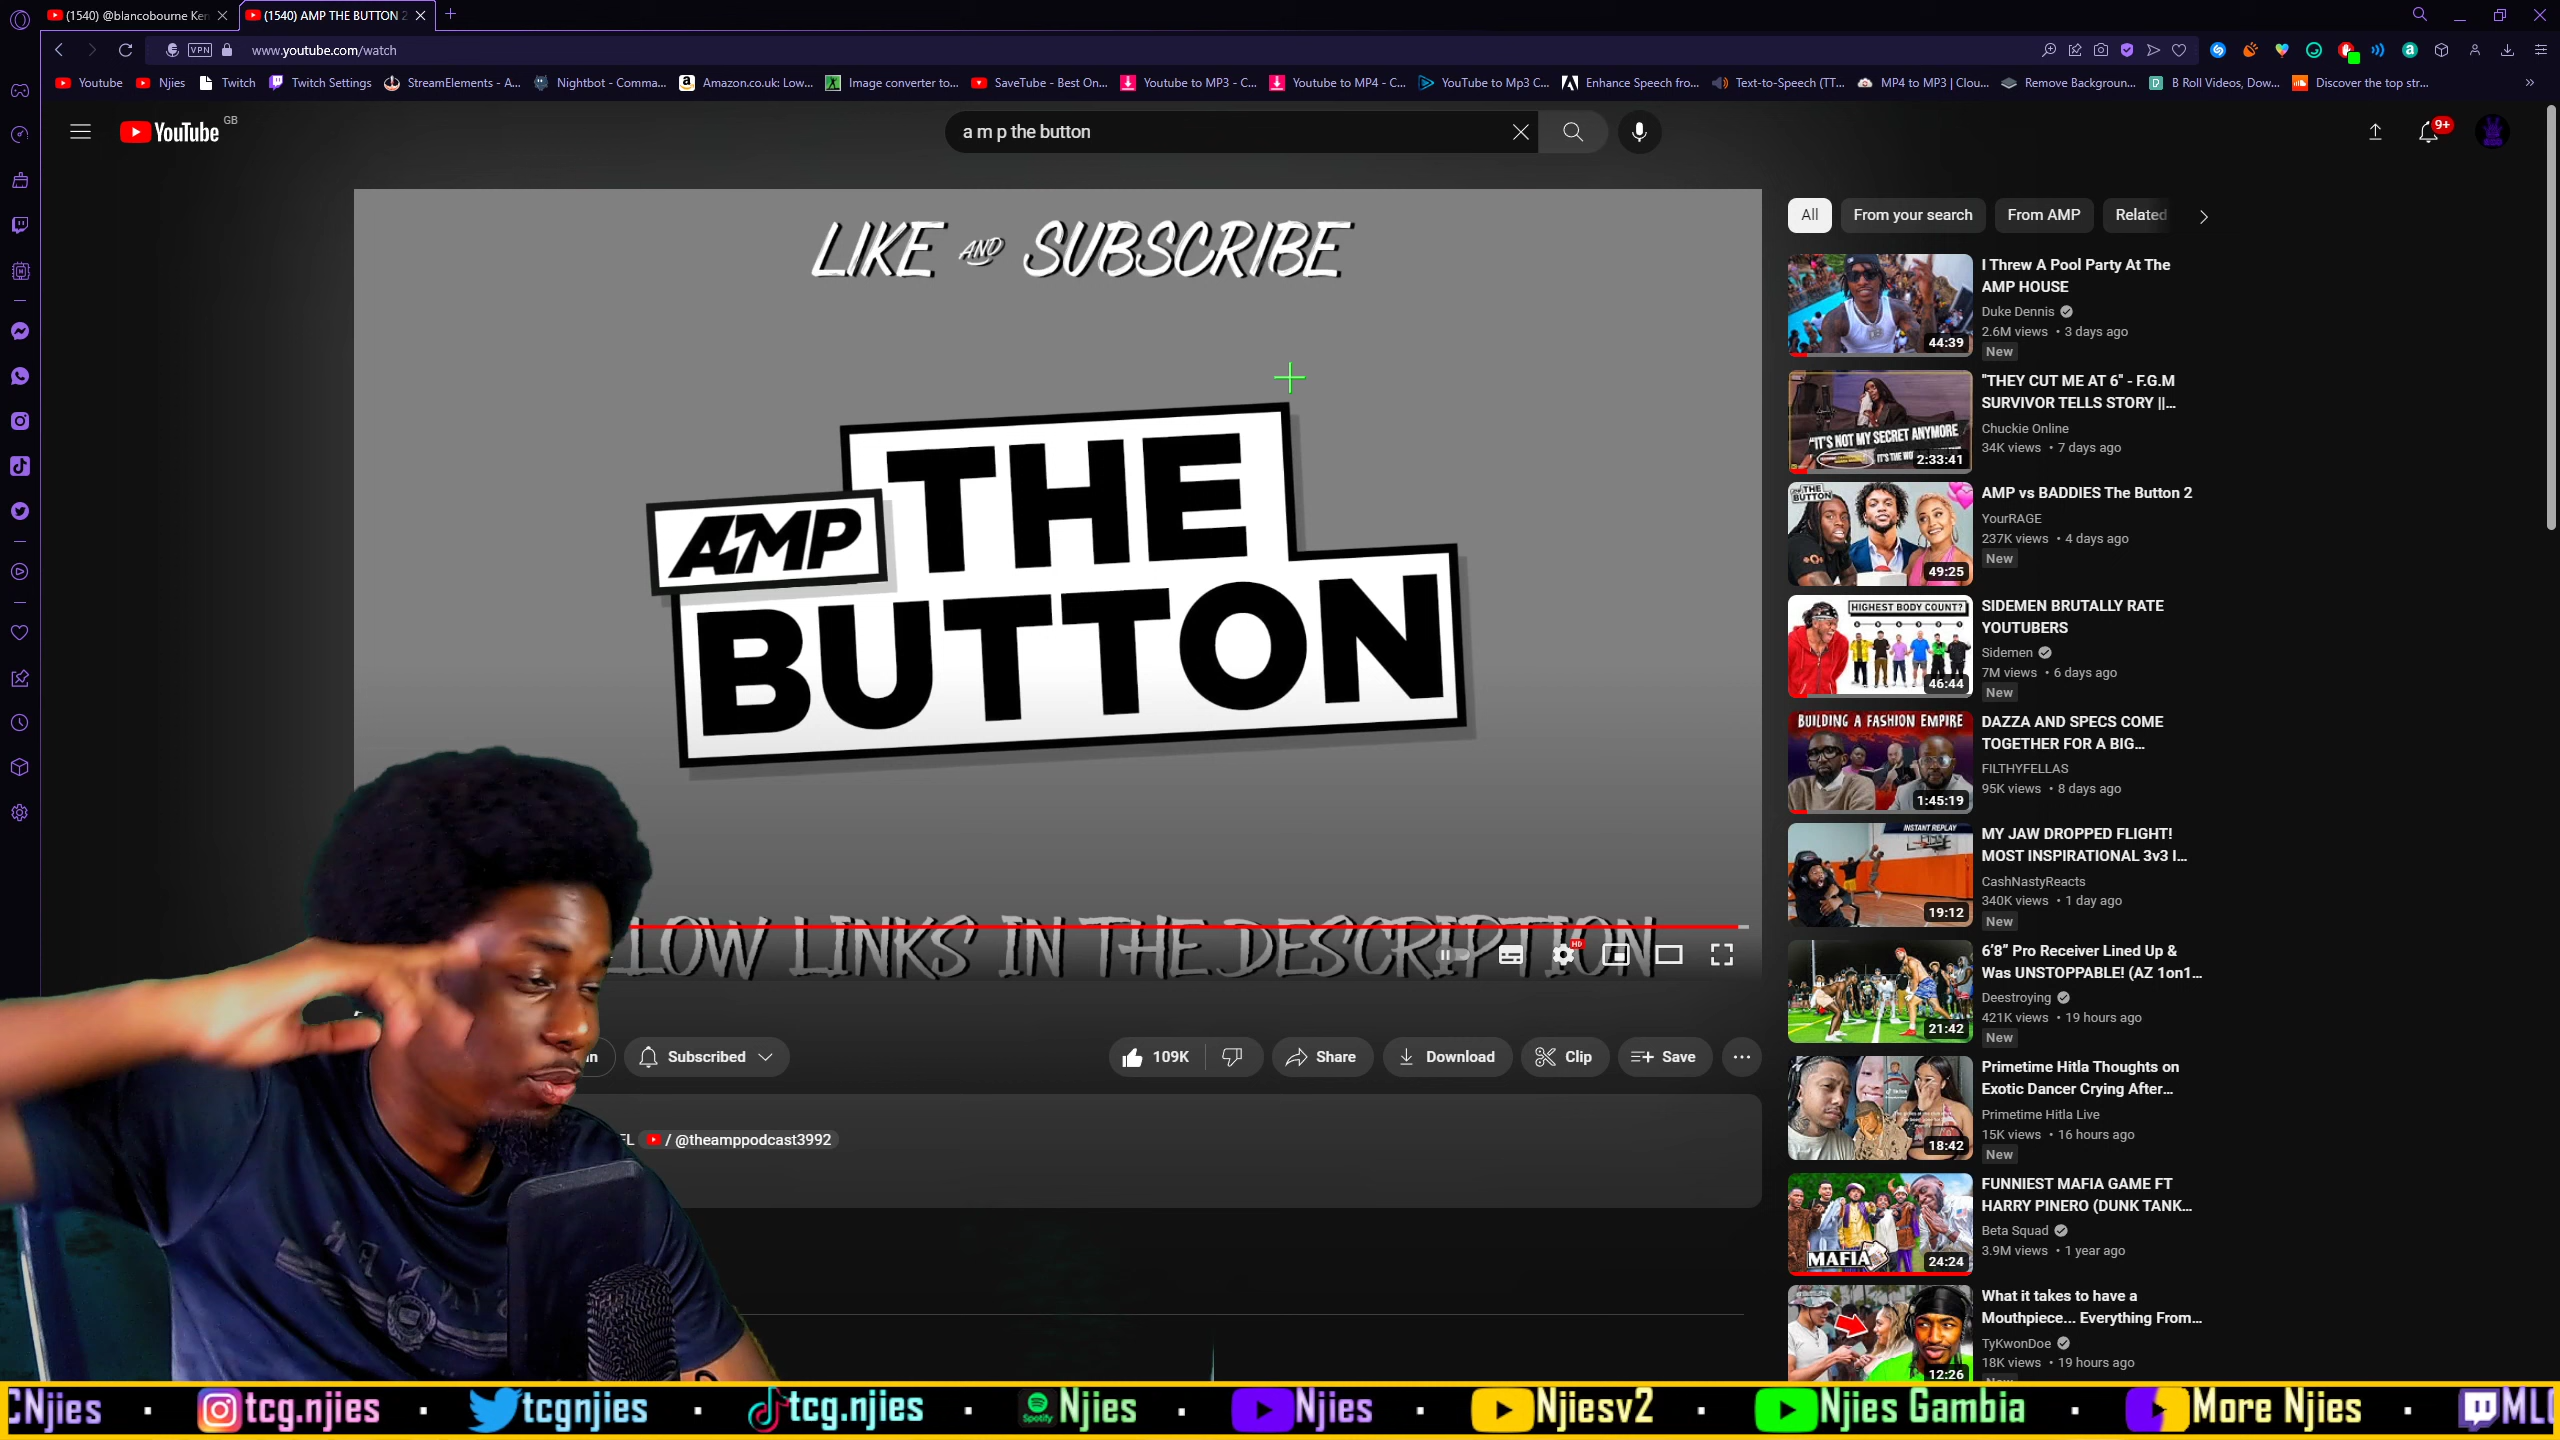 (1540) @blancobourne Ken
(1540) AMP THE BUTTON 2
VPN
www.youtube.com/watch
Youtube
Njies
Twitch
Twitch Settings
StreamElements - A...
Nightbot - Comma...
Amazon.co.uk: Low...
Image converter to...
SaveTube - Best On...
Youtube to MP3 - C...
Youtube to MP4 - C...
YouTube to Mp3 C...
Enhance Speech fro...
Text-to-Speech (TT...
MP4 to MP3 | Clou...
Remove Backgroun...
B Roll Videos, Dow...
Discover the top str...
YouTube GB
a m p the button
9+
LIKE AND SUBSCRIBE
AMP
THE
BUTTON
LLOW LINKS IN THE DESCRIPTION
HD
Subscribed
109K
Share
Download
Clip
Save
/ @theamppodcast3992
All
From your search
From AMP
Related
44:39
I Threw A Pool Party At The
AMP HOUSE
Duke Dennis
2.6M views • 3 days ago
New
"IT'S NOT MY SECRET ANYMORE
2:33:41
"THEY CUT ME AT 6" - F.G.M
SURVIVOR TELLS STORY ||...
Chuckie Online
34K views • 7 days ago
THE
BUTTON
49:25
AMP vs BADDIES The Button 2
YourRAGE
237K views • 4 days ago
New
HIGHEST BODY COUNT?
46:44
SIDEMEN BRUTALLY RATE
YOUTUBERS
Sidemen
7M views • 6 days ago
New
BUILDING A FASHION EMPIRE
1:45:19
DAZZA AND SPECS COME
TOGETHER FOR A BIG...
FILTHYFELLAS
95K views • 8 days ago
INSTANT REPLAY
19:12
MY JAW DROPPED FLIGHT!
MOST INSPIRATIONAL 3v3 I...
CashNastyReacts
340K views • 1 day ago
New
21:42
6'8” Pro Receiver Lined Up &
Was UNSTOPPABLE! (AZ 1on1...
Deestroying
421K views • 19 hours ago
New
18:42
Primetime Hitla Thoughts on
Exotic Dancer Crying After...
Primetime Hitla Live
15K views • 16 hours ago
New
MAFIA
24:24
FUNNIEST MAFIA GAME FT
HARRY PINERO (DUNK TANK...
Beta Squad
3.9M views • 1 year ago
12:26
What it takes to have a
Mouthpiece... Everything From...
TyKwonDoe
18K views • 19 hours ago
CNjies · tcg.njies · tcgnjies · tcg.njies · Spotify Njies · Njies · Njiesv2 · Njies Gambia · More Njies · MLC